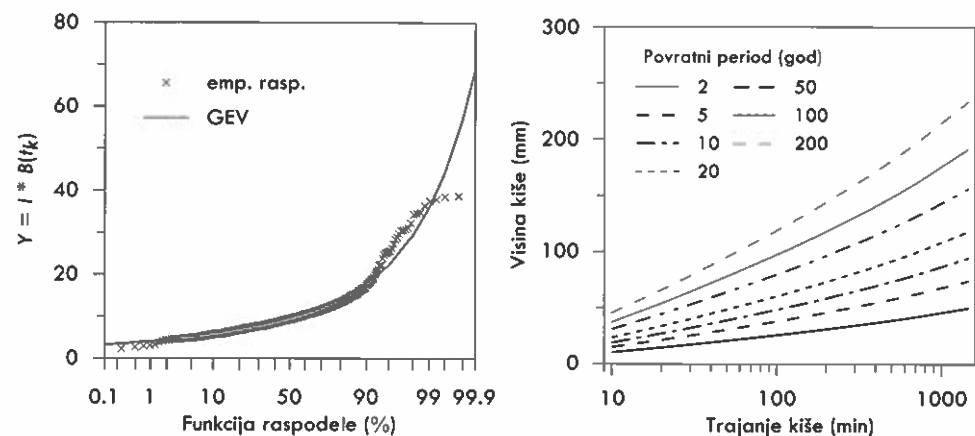 80
60
40
20
0
Y = I * B(tk)
emp. rasp.
GEV
0.1 1 10 50 90 99 99.9
Funkcija raspodele (%)
300
200
100
0
Visina kiše (mm)
Povratni period (god)
2 50
5 100
10 200
20
10 100 1000
Trajanje kiše (min)